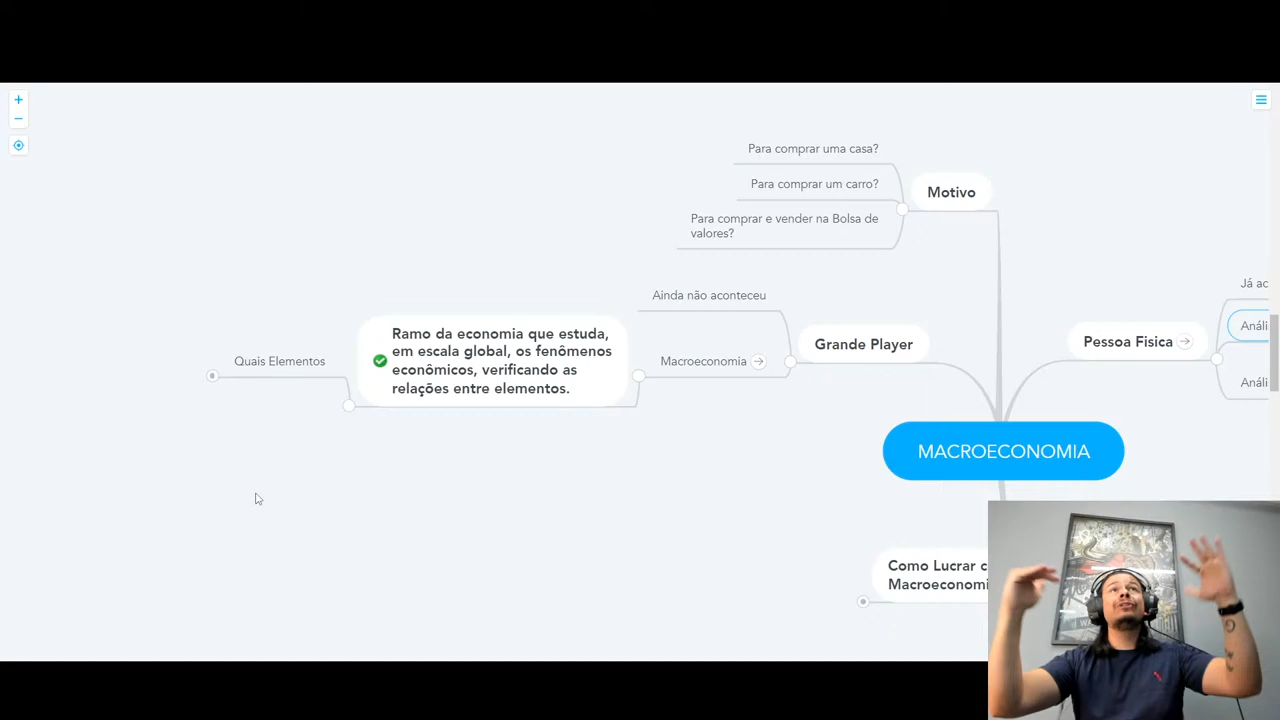 Para comprar uma casa?
Para comprar um carro?
Motivo
Para comprar e vender na Bolsa de
valores?
Já
Ainda não aconteceu
Ramo da economia que estuda,
em escala global, os fenômenos
econômicos, verificando as
relações entre elementos.
Quais Elementos
Macroeconomia
Grande Player
Pessoa Fisica
MACROECONOMIA
Como Lucrar